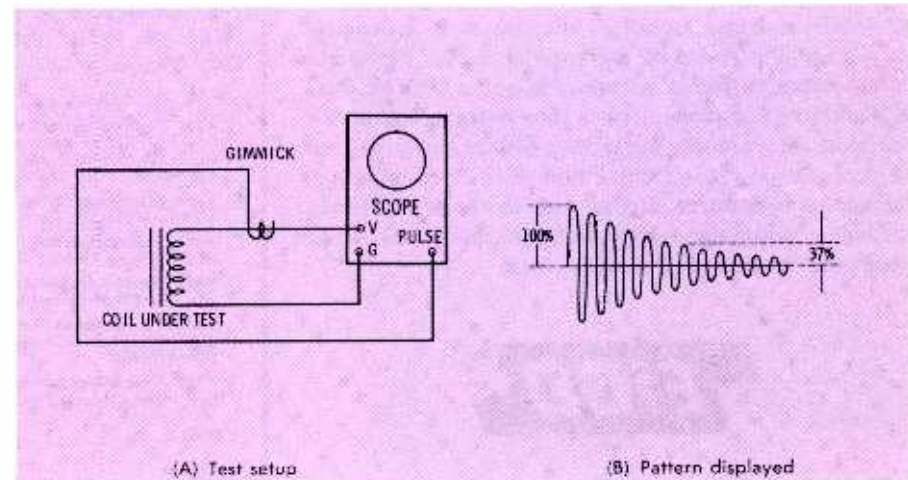 GIMMICK
SCOPE
V
PULSE
G
COIL UNDER TEST
100%
37%
(A) Test setup
(B) Pattern displayed